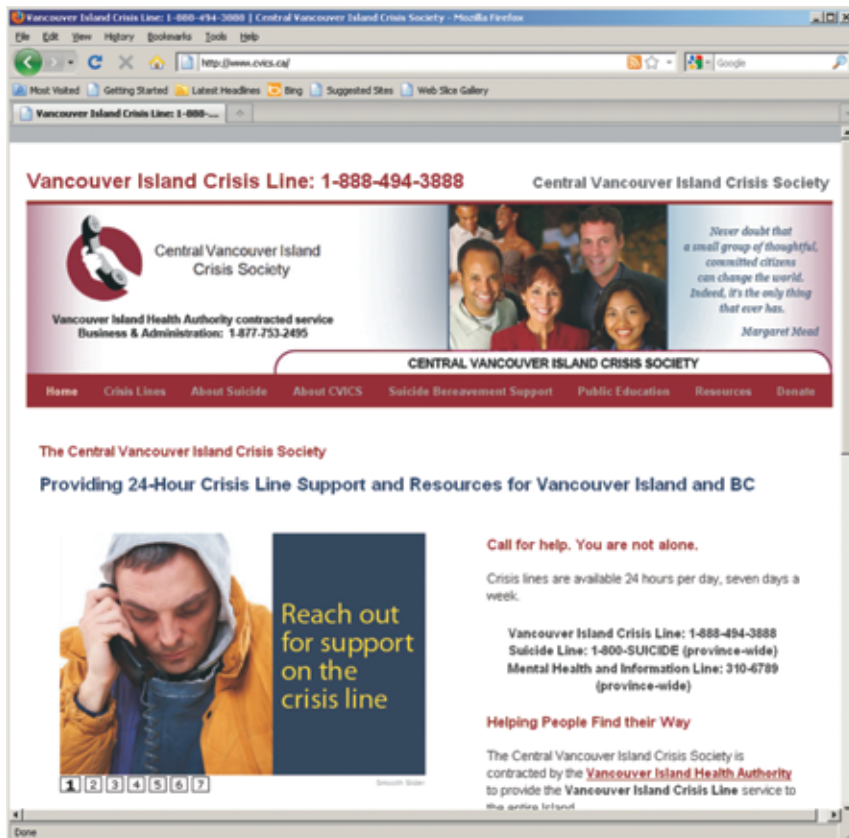 Vancouver Island Crisis Line: 1-888-494-3888 | Central Vancouver Island Crisis Society - Mozilla Firefox
File Edit View History Bookmarks Tools Help
http://www.cvics.ca/
Google
Most Visited Getting Started Latest Headlines Bing Suggested Sites Web Slice Gallery
Vancouver Island Crisis Line: 1-888-...
Vancouver Island Crisis Line: 1-888-494-3888
Central Vancouver Island Crisis Society
Central Vancouver Island
Crisis Society
Vancouver Island Health Authority contracted service
Business & Administration: 1-877-753-2495
Never doubt that
a small group of thoughtful,
committed citizens
can change the world.
Indeed, it's the only thing
that ever has.
Margaret Mead
CENTRAL VANCOUVER ISLAND CRISIS SOCIETY
Home Crisis Lines About Suicide About CVICS Suicide Bereavement Support Public Education Resources Donate
The Central Vancouver Island Crisis Society
Providing 24-Hour Crisis Line Support and Resources for Vancouver Island and BC
Reach out
for support
on the
crisis line
1 2 3 4 5 6 7
Smooth Slider
Call for help. You are not alone.
Crisis lines are available 24 hours per day, seven days a
week.
Vancouver Island Crisis Line: 1-888-494-3888
Suicide Line: 1-800-SUICIDE (province-wide)
Mental Health and Information Line: 310-6789
(province-wide)
Helping People Find their Way
The Central Vancouver Island Crisis Society is
contracted by the Vancouver Island Health Authority
to provide the Vancouver Island Crisis Line service to
the entire Island
Done